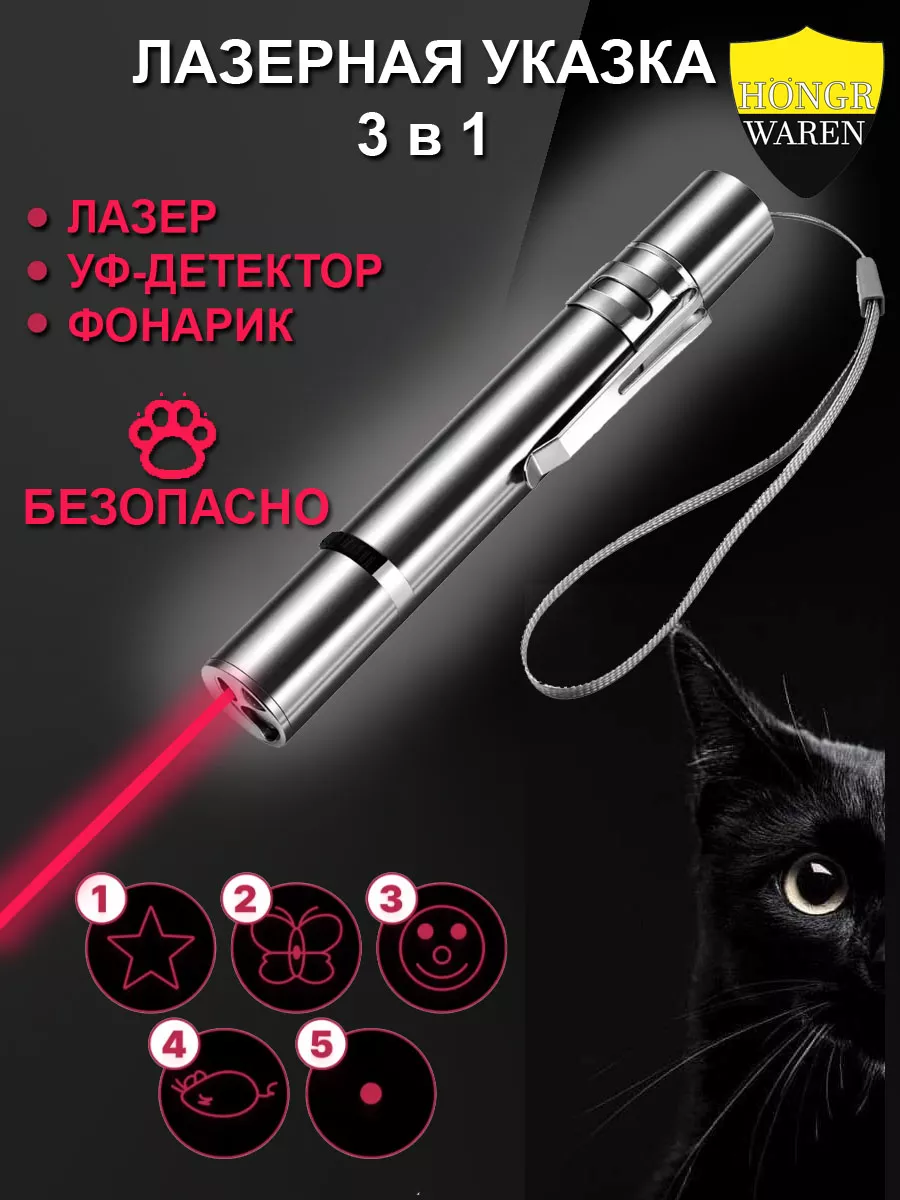 ЛАЗЕРНАЯ УКАЗКА
3 в 1
HÖNGR
WAREN
• ЛАЗЕР
• УФ-ДЕТЕКТОР
• ФОНАРИК
БЕЗОПАСНО
1
2
3
4
5